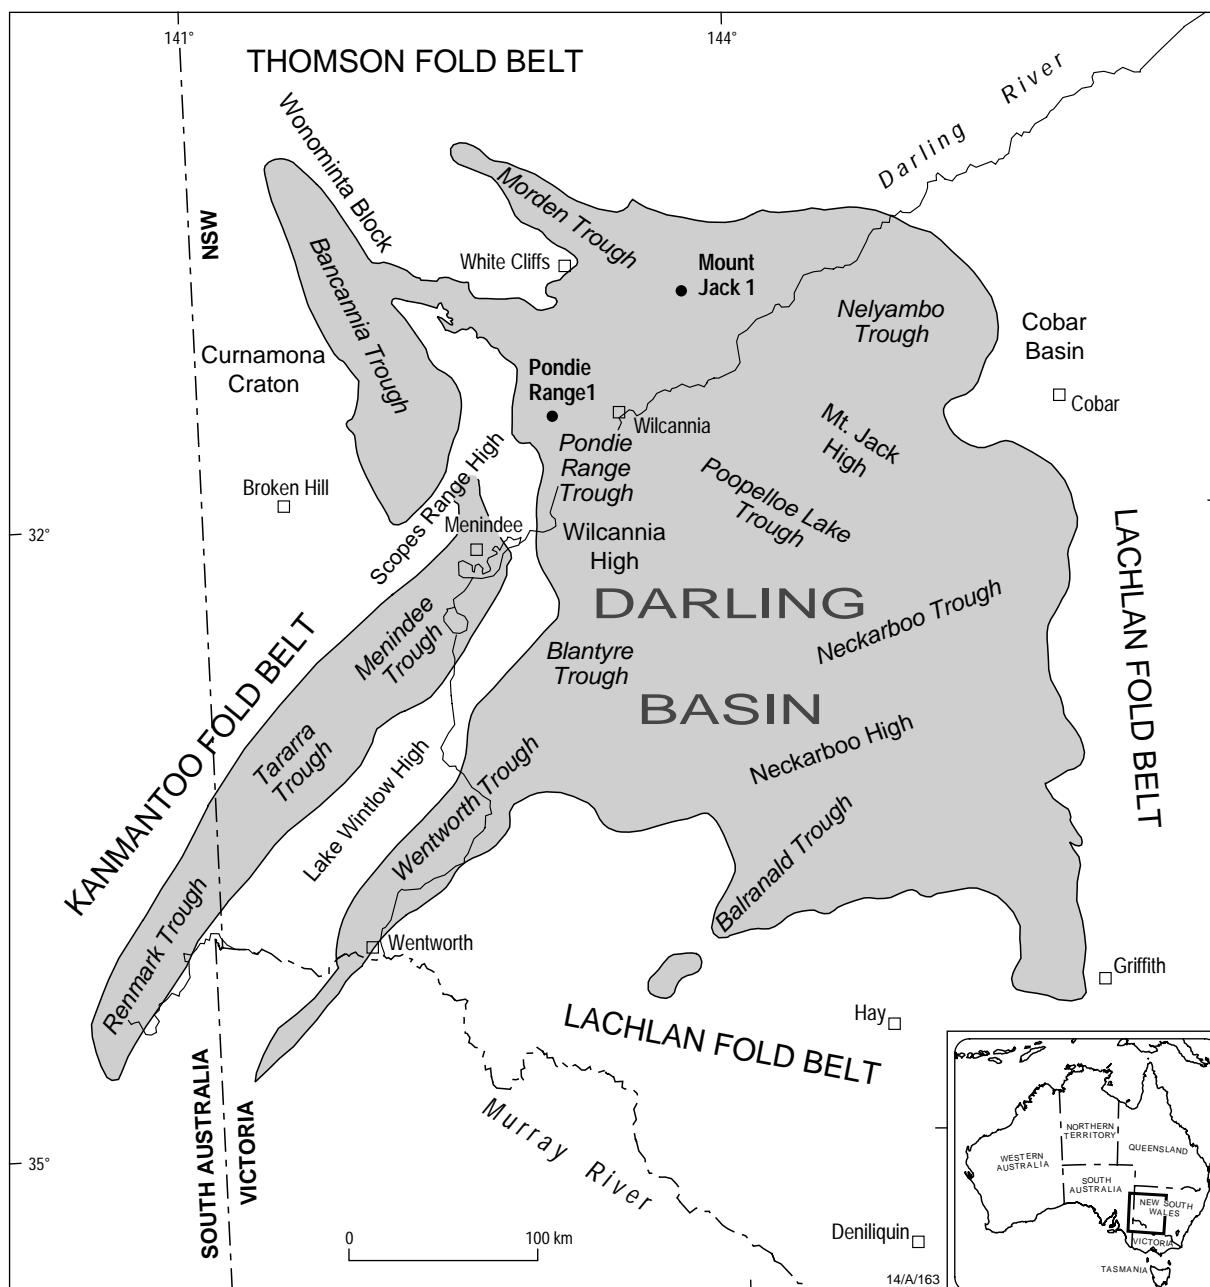 141°
144°
THOMSON FOLD BELT
Darling River
Wonominta Block
Morden Trough
NSW
White Cliffs
Mount
Jack 1
Bancannia Trough
Nelyambo
Trough
Cobar
Basin
Curnamona
Craton
Pondie
Range1
Cobar
Wilcannia
Mt. Jack
High
Pondie
Range
Trough
Poopelloe Lake
Trough
Scopes Range High
Broken Hill
Menindee
32°
Wilcannia
High
LACHLAN FOLD BELT
DARLING
Neckarboo Trough
Menindee
Trough
Blantyre
Trough
KANMANTOO FOLD BELT
BASIN
Tararra
Trough
Neckarboo High
Lake Wintlow High
Wentworth Trough
Balranald Trough
Renmark Trough
Wentworth
Griffith
Hay
LACHLAN FOLD BELT
SOUTH AUSTRALIA
VICTORIA
Murray River
35°
0
100 km
Deniliquin
14/A/163
NORTHERN
TERRITORY
QUEENSLAND
WESTERN
AUSTRALIA
SOUTH
AUSTRALIA
NEW SOUTH
WALES
VICTORIA
TASMANIA